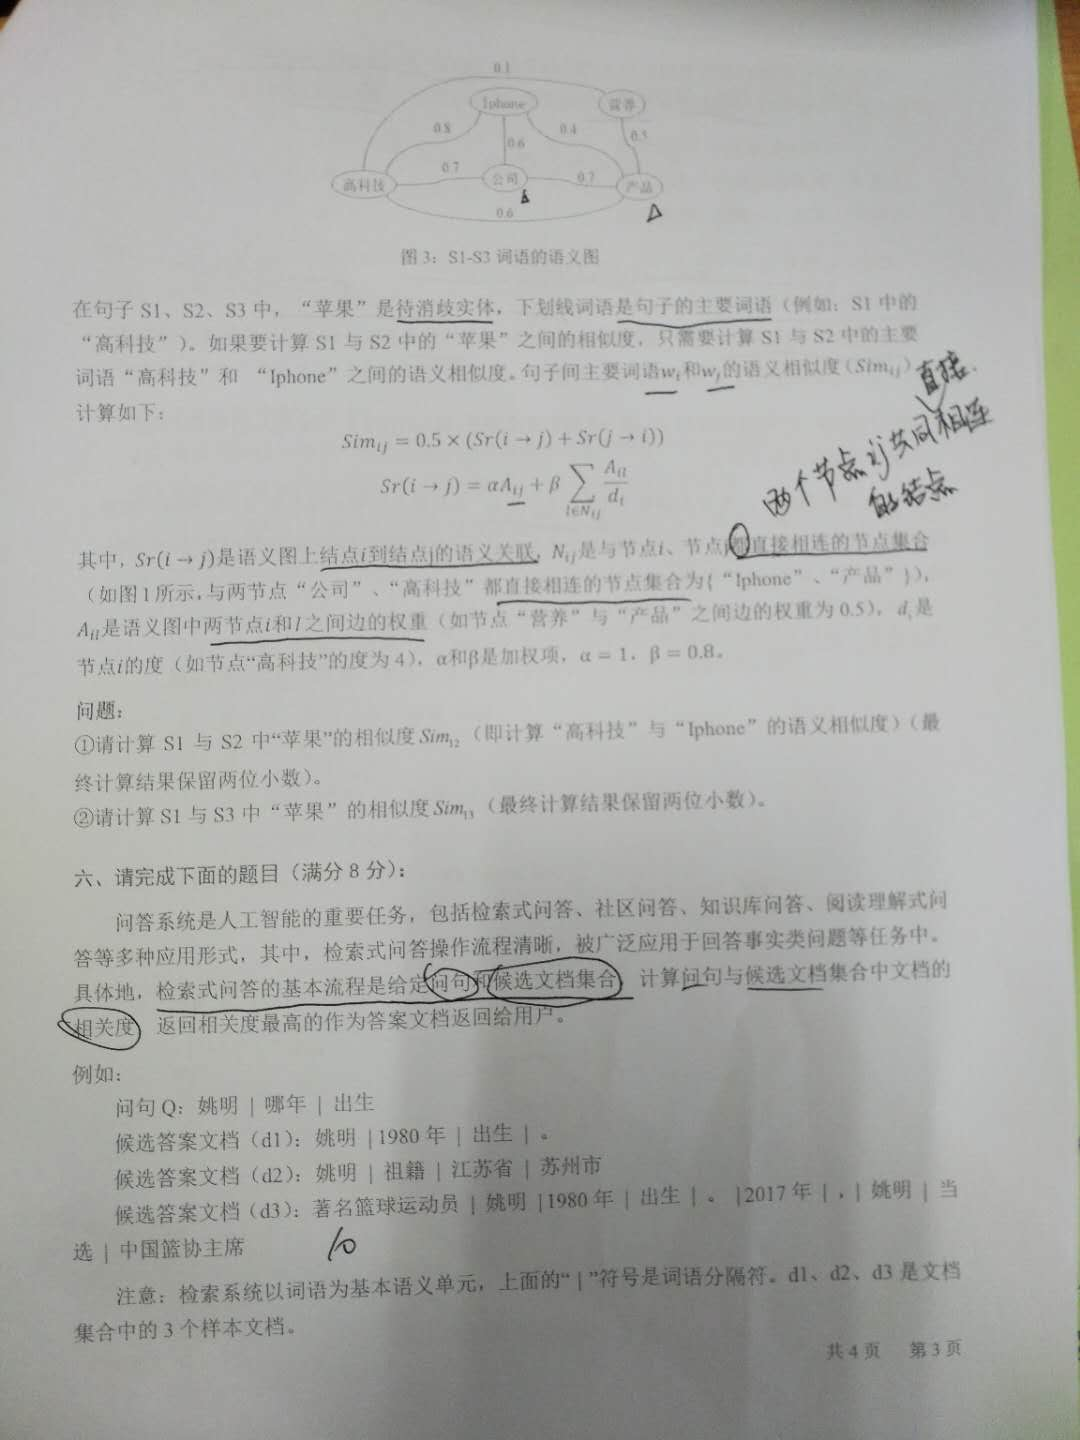 0.1
Iphone
营养
0.8
0.4
0.5
0.6
0.7
0.7
高科技
公司
产品
0.6
图 3：S1-S3 词语的语义图
在句子 S1、S2、S3 中，“苹果”是待消歧实体，下划线词语是句子的主要词语（例如：S1 中的
“高科技”）。如果要计算 S1 与 S2 中的“苹果”之间的相似度，只需要计算 S1 与 S2 中的主要
词语“高科技”和 “Iphone”之间的语义相似度。句子间主要词语wᵢ和wⱼ的语义相似度（Simᵢⱼ）
直接
计算如下：
Simᵢⱼ = 0.5 × (Sr(i → j) + Sr(j → i))
两个节点 ij 共同相连
Sr(i → j) = αAᵢⱼ + β ∑_{l∈Nᵢⱼ} Aᵢₗ/dᵢ
的结点
其中，Sr(i → j)是语义图上结点i到结点j的语义关联，Nᵢⱼ是与节点i、节点j都直接相连的节点集合
（如图1所示，与两节点“公司”、“高科技”都直接相连的节点集合为{“Iphone”、“产品”}），
Aᵢₗ是语义图中两节点i和l之间边的权重（如节点“营养”与“产品”之间边的权重为 0.5），dᵢ是
节点i的度（如节点“高科技”的度为 4），α和β是加权项，α = 1，β = 0.8。
问题：
①请计算 S1 与 S2 中“苹果”的相似度Sim₁₂（即计算“高科技”与“Iphone”的语义相似度）（最
终计算结果保留两位小数）。
②请计算 S1 与 S3 中“苹果”的相似度Sim₁₃（最终计算结果保留两位小数）。
六、请完成下面的题目（满分 8 分）：
问答系统是人工智能的重要任务，包括检索式问答、社区问答、知识库问答、阅读理解式问
答等多种应用形式，其中，检索式问答操作流程清晰，被广泛应用于回答事实类问题等任务中。
具体地，检索式问答的基本流程是给定问句和候选文档集合，计算问句与候选文档集合中文档的
相关度，返回相关度最高的作为答案文档返回给用户。
例如：
问句 Q：姚明 | 哪年 | 出生
候选答案文档（d1）：姚明 |1980 年 | 出生 | 。
候选答案文档（d2）：姚明 | 祖籍 | 江苏省 | 苏州市
候选答案文档（d3）：著名篮球运动员 | 姚明 |1980 年 | 出生 | 。 |2017 年 | ，| 姚明 | 当
选 | 中国篮协主席
10
注意：检索系统以词语为基本语义单元，上面的“ | ”符号是词语分隔符。d1、d2、d3 是文档
集合中的 3 个样本文档。
共 4 页 第 3 页